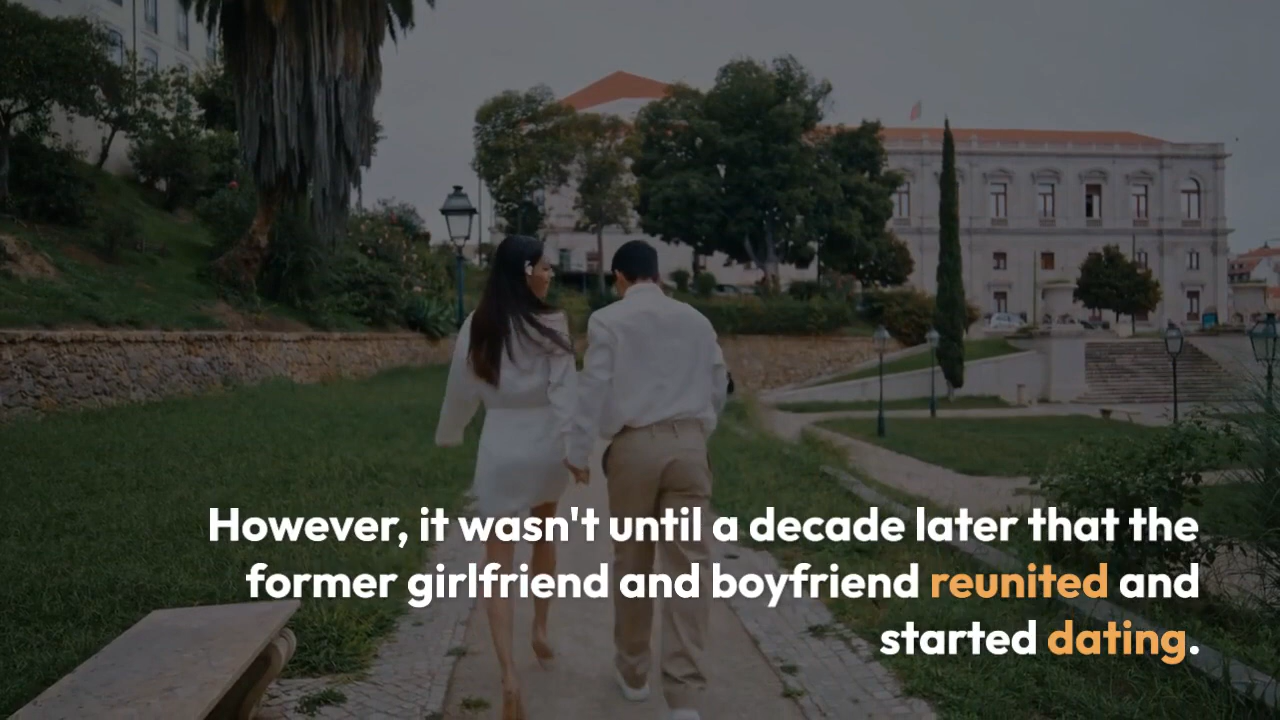 However, it wasn't until a decade later that the
former girlfriend and boyfriend reunited and
started dating.